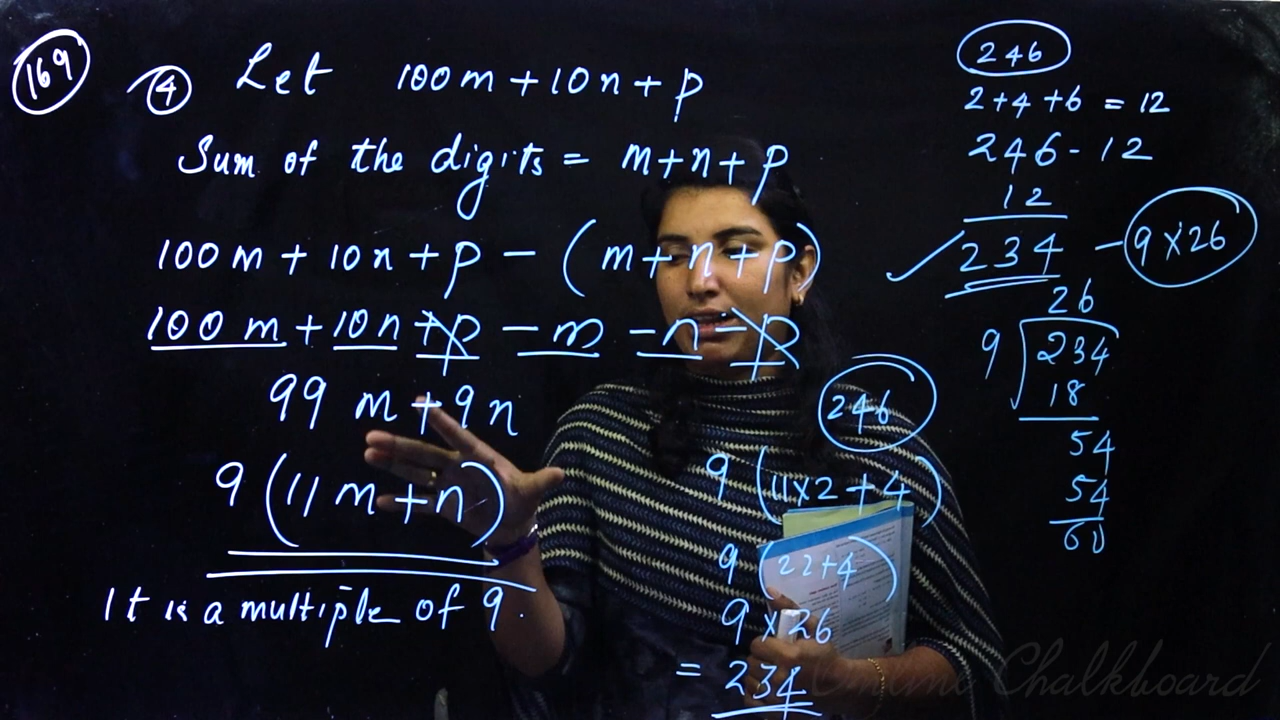 169
4 Let 100m + 10n + p
Sum of the digits = m+n+p
100m + 10n + p - (m+n+p)
100m + 10n + p - m - n - p
99m + 9n
9(11m+n)
It is a multiple of 9.
246
9(11×2+4)
9(22+4)
9×26
= 234
246
2+4+6 = 12
246 - 12
12
234 - 9×26
26
9 234
18
54
54
00
Chalkboard